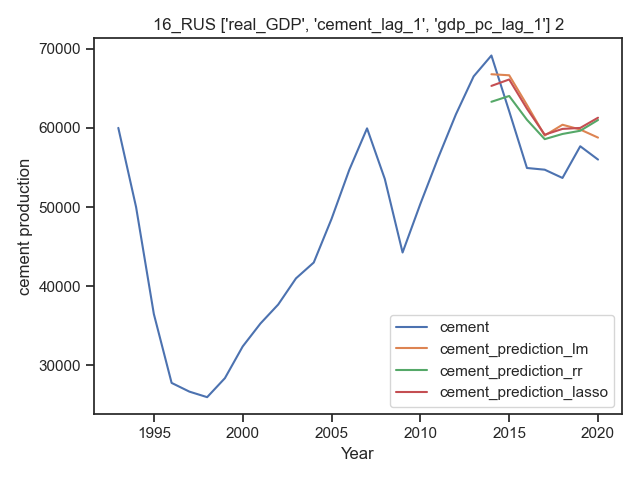 16_RUS ['real_GDP', 'cement_lag_1', 'gdp_pc_lag_1'] 2
70000
60000
50000
40000
30000
cement production
cement
cement_prediction_lm
cement_prediction_rr
cement_prediction_lasso
1995
2000
2005
2010
2015
2020
Year